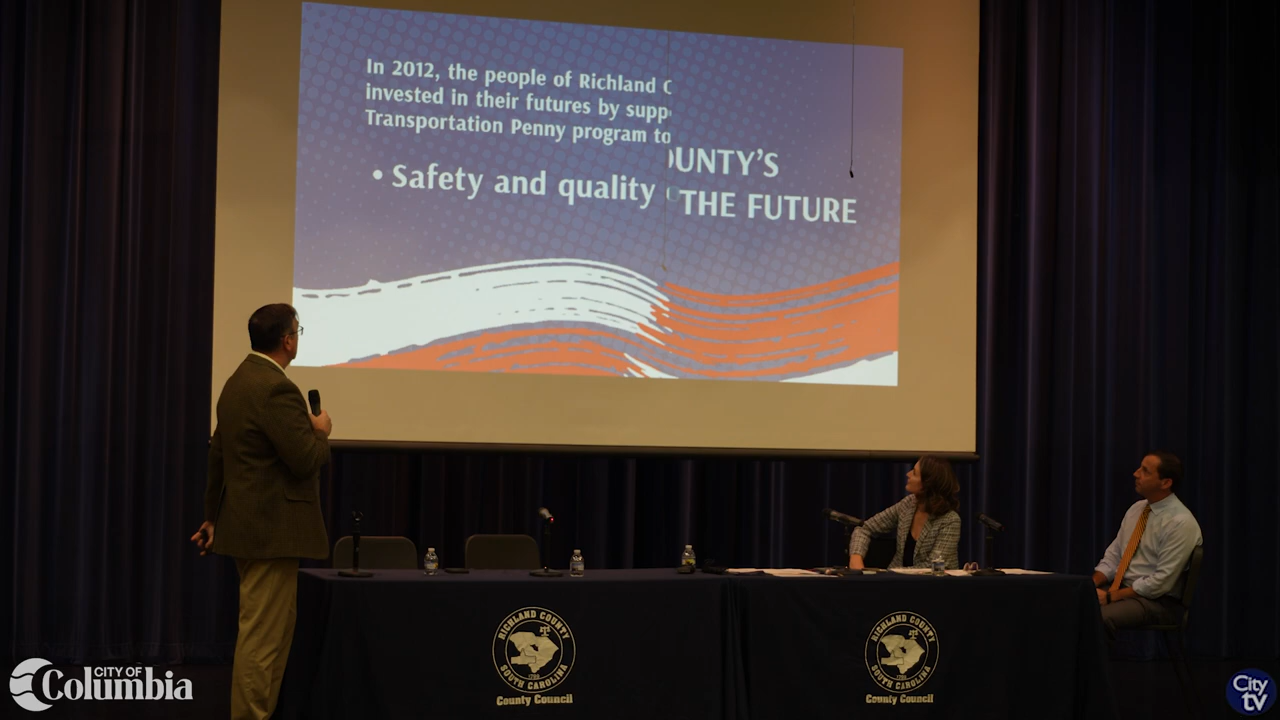 In 2012, the people of Richland C
invested in their futures by supp
Transportation Penny program to
OUNTY'S
• Safety and quality
THE FUTURE
RICHLAND COUNTY
SOUTH CAROLINA
County Council
RICHLAND COUNTY
SOUTH CAROLINA
County Council
CITY OF
Columbia
City
tv